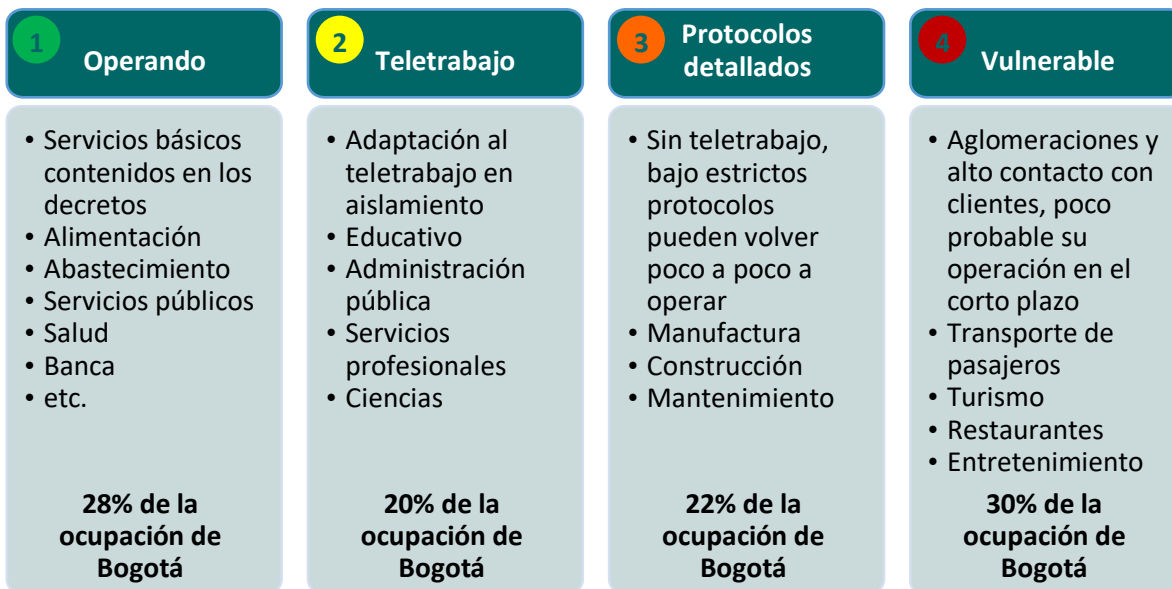 1
Operando
• Servicios básicos
contenidos en los
decretos
• Alimentación
• Abastecimiento
• Servicios públicos
• Salud
• Banca
• etc.
28% de la
ocupación de
Bogotá
2
Teletrabajo
• Adaptación al
teletrabajo en
aislamiento
• Educativo
• Administración
pública
• Servicios
profesionales
• Ciencias
20% de la
ocupación de
Bogotá
3
Protocolos
detallados
• Sin teletrabajo,
bajo estrictos
protocolos
pueden volver
poco a poco a
operar
• Manufactura
• Construcción
• Mantenimiento
22% de la
ocupación de
Bogotá
4
Vulnerable
• Aglomeraciones y
alto contacto con
clientes, poco
probable su
operación en el
corto plazo
• Transporte de
pasajeros
• Turismo
• Restaurantes
• Entretenimiento
30% de la
ocupación de
Bogotá